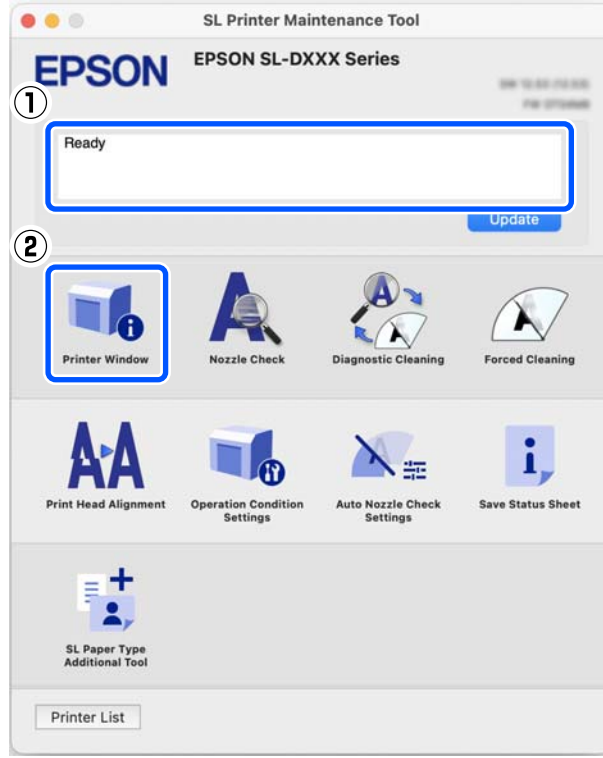 SL Printer Maintenance Tool
EPSON
EPSON SL-DXXX Series
①
Ready
Update
②
Printer Window
Nozzle Check
Diagnostic Cleaning
Forced Cleaning
Print Head Alignment
Operation Condition
Settings
Auto Nozzle Check
Settings
Save Status Sheet
SL Paper Type
Additional Tool
Printer List